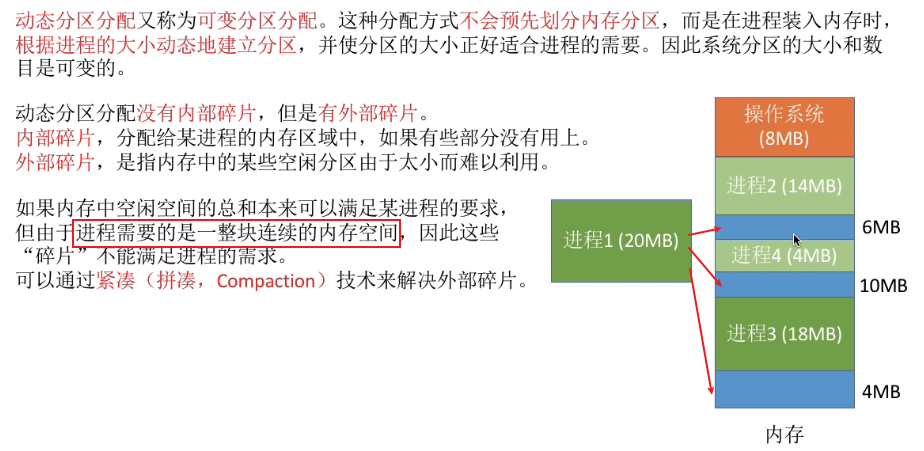 动态分区分配又称为可变分区分配。这种分配方式不会预先划分内存分区，而是在进程装入内存时，
根据进程的大小动态地建立分区，并使分区的大小正好适合进程的需要。因此系统分区的大小和数
目是可变的。
动态分区分配没有内部碎片，但是有外部碎片。
内部碎片，分配给某进程的内存区域中，如果有些部分没有用上。
外部碎片，是指内存中的某些空闲分区由于太小而难以利用。
如果内存中空闲空间的总和本来可以满足某进程的要求，
但由于进程需要的是一整块连续的内存空间，因此这些
“碎片”不能满足进程的需求。
可以通过紧凑（拼凑，Compaction）技术来解决外部碎片。
进程1 (20MB)
操作系统
(8MB)
进程2 (14MB)
6MB
进程4 (4MB)
10MB
进程3 (18MB)
4MB
内存